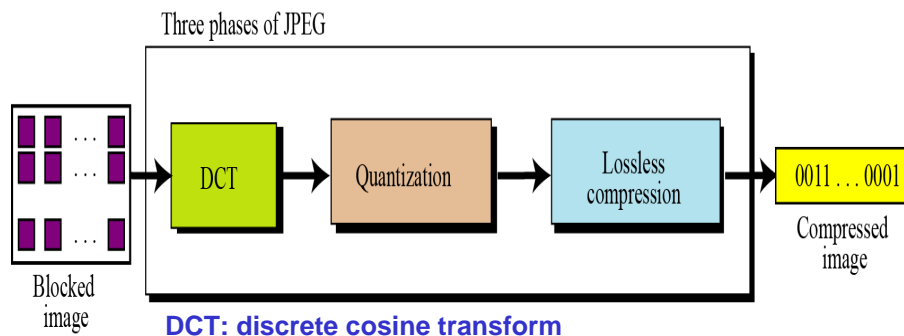 Three phases of JPEG
. . .
. . .
. . .
DCT
Quantization
Lossless
compression
0011 . . . 0001
Compressed
image
Blocked
image
DCT: discrete cosine transform